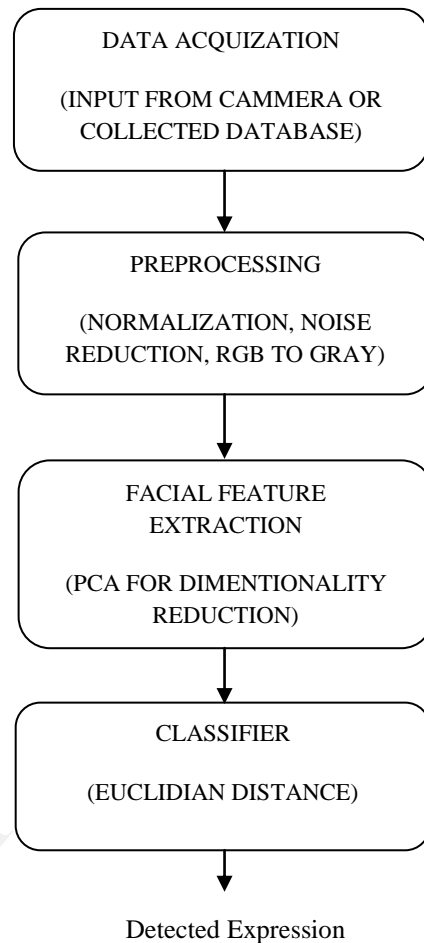 DATA ACQUIZATION
(INPUT FROM CAMMERA OR
COLLECTED DATABASE)
PREPROCESSING
(NORMALIZATION, NOISE
REDUCTION, RGB TO GRAY)
FACIAL FEATURE
EXTRACTION
(PCA FOR DIMENTIONALITY
REDUCTION)
CLASSIFIER
(EUCLIDIAN DISTANCE)
Detected Expression